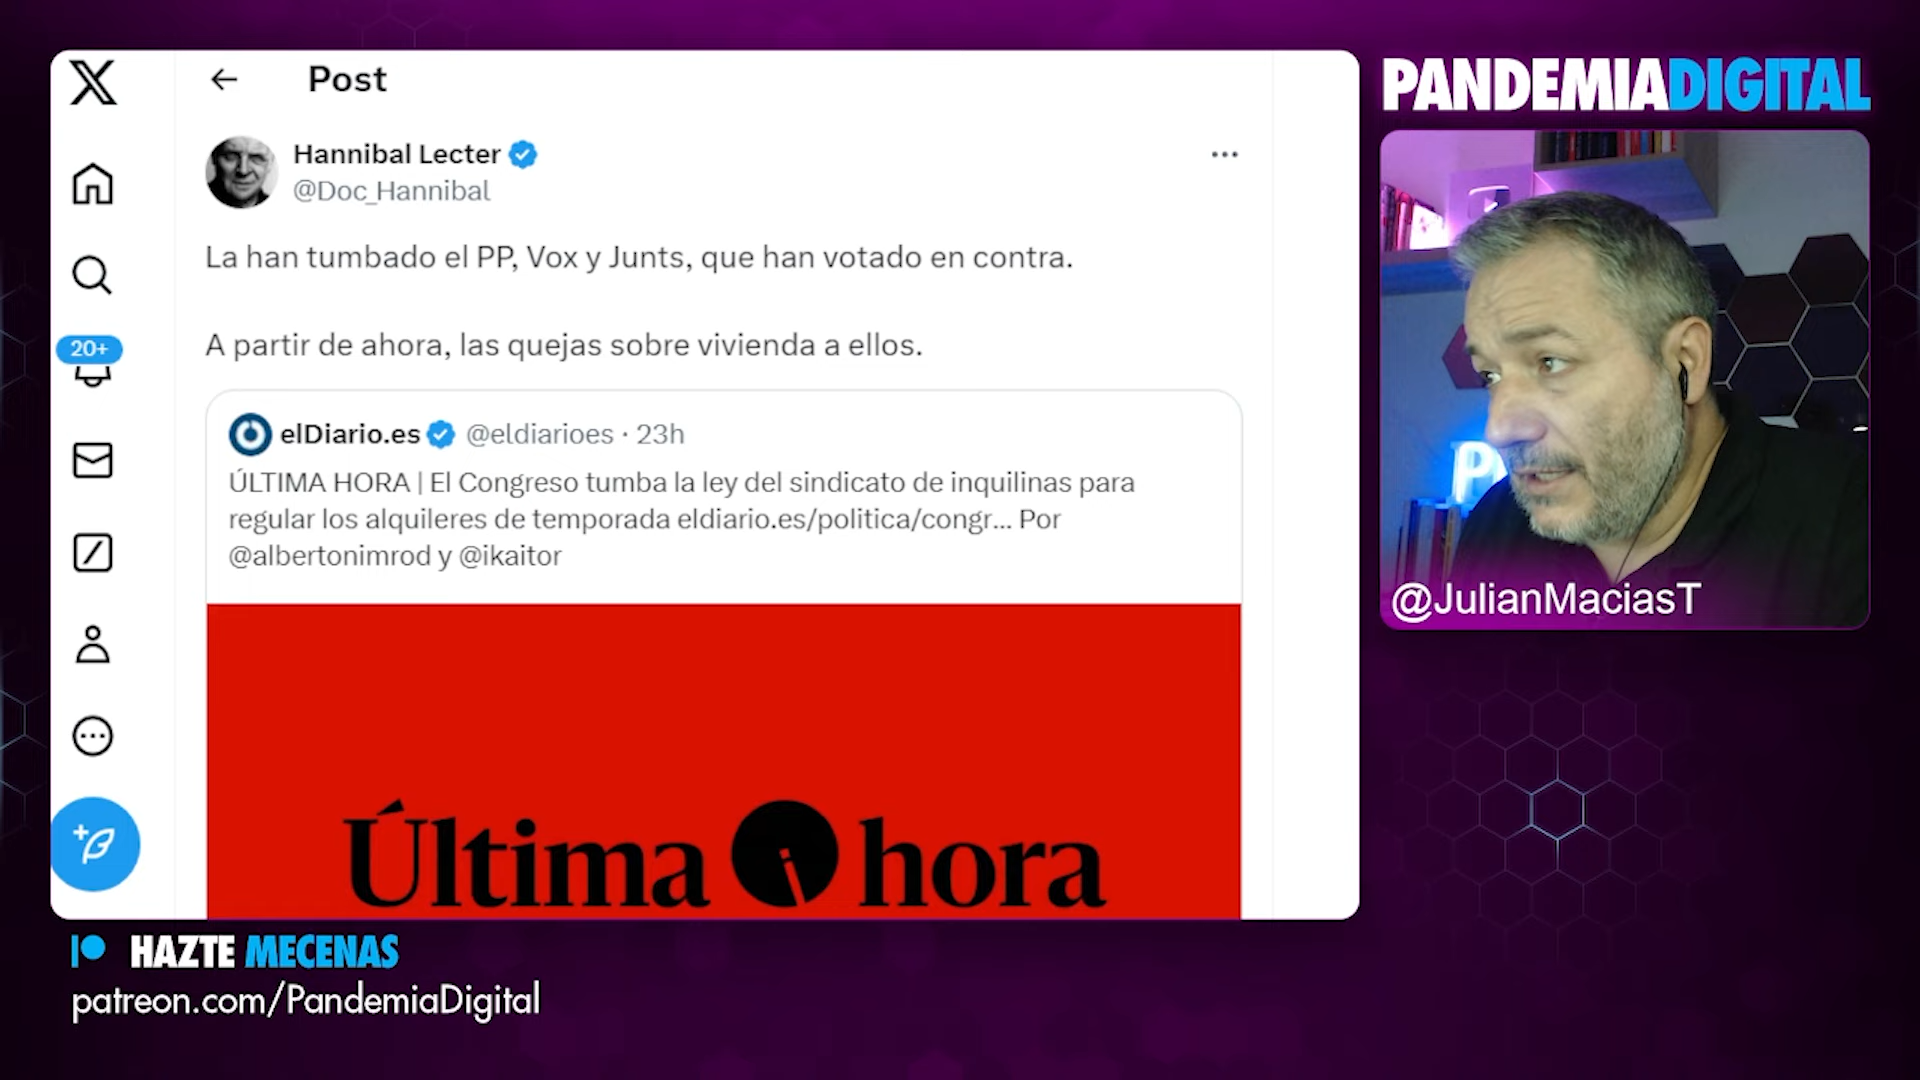 Post
Hannibal Lecter
@Doc_Hannibal
La han tumbado el PP, Vox y Junts, que han votado en contra.
A partir de ahora, las quejas sobre vivienda a ellos.
20+
elDiario.es @eldiarioes · 23h
ÚLTIMA HORA | El Congreso tumba la ley del sindicato de inquilinas para
regular los alquileres de temporada eldiario.es/politica/congr... Por
@albertonimrod y @ikaitor
Última hora
PANDEMIADIGITAL
@JulianMaciasT
HAZTE MECENAS
patreon.com/PandemiaDigital